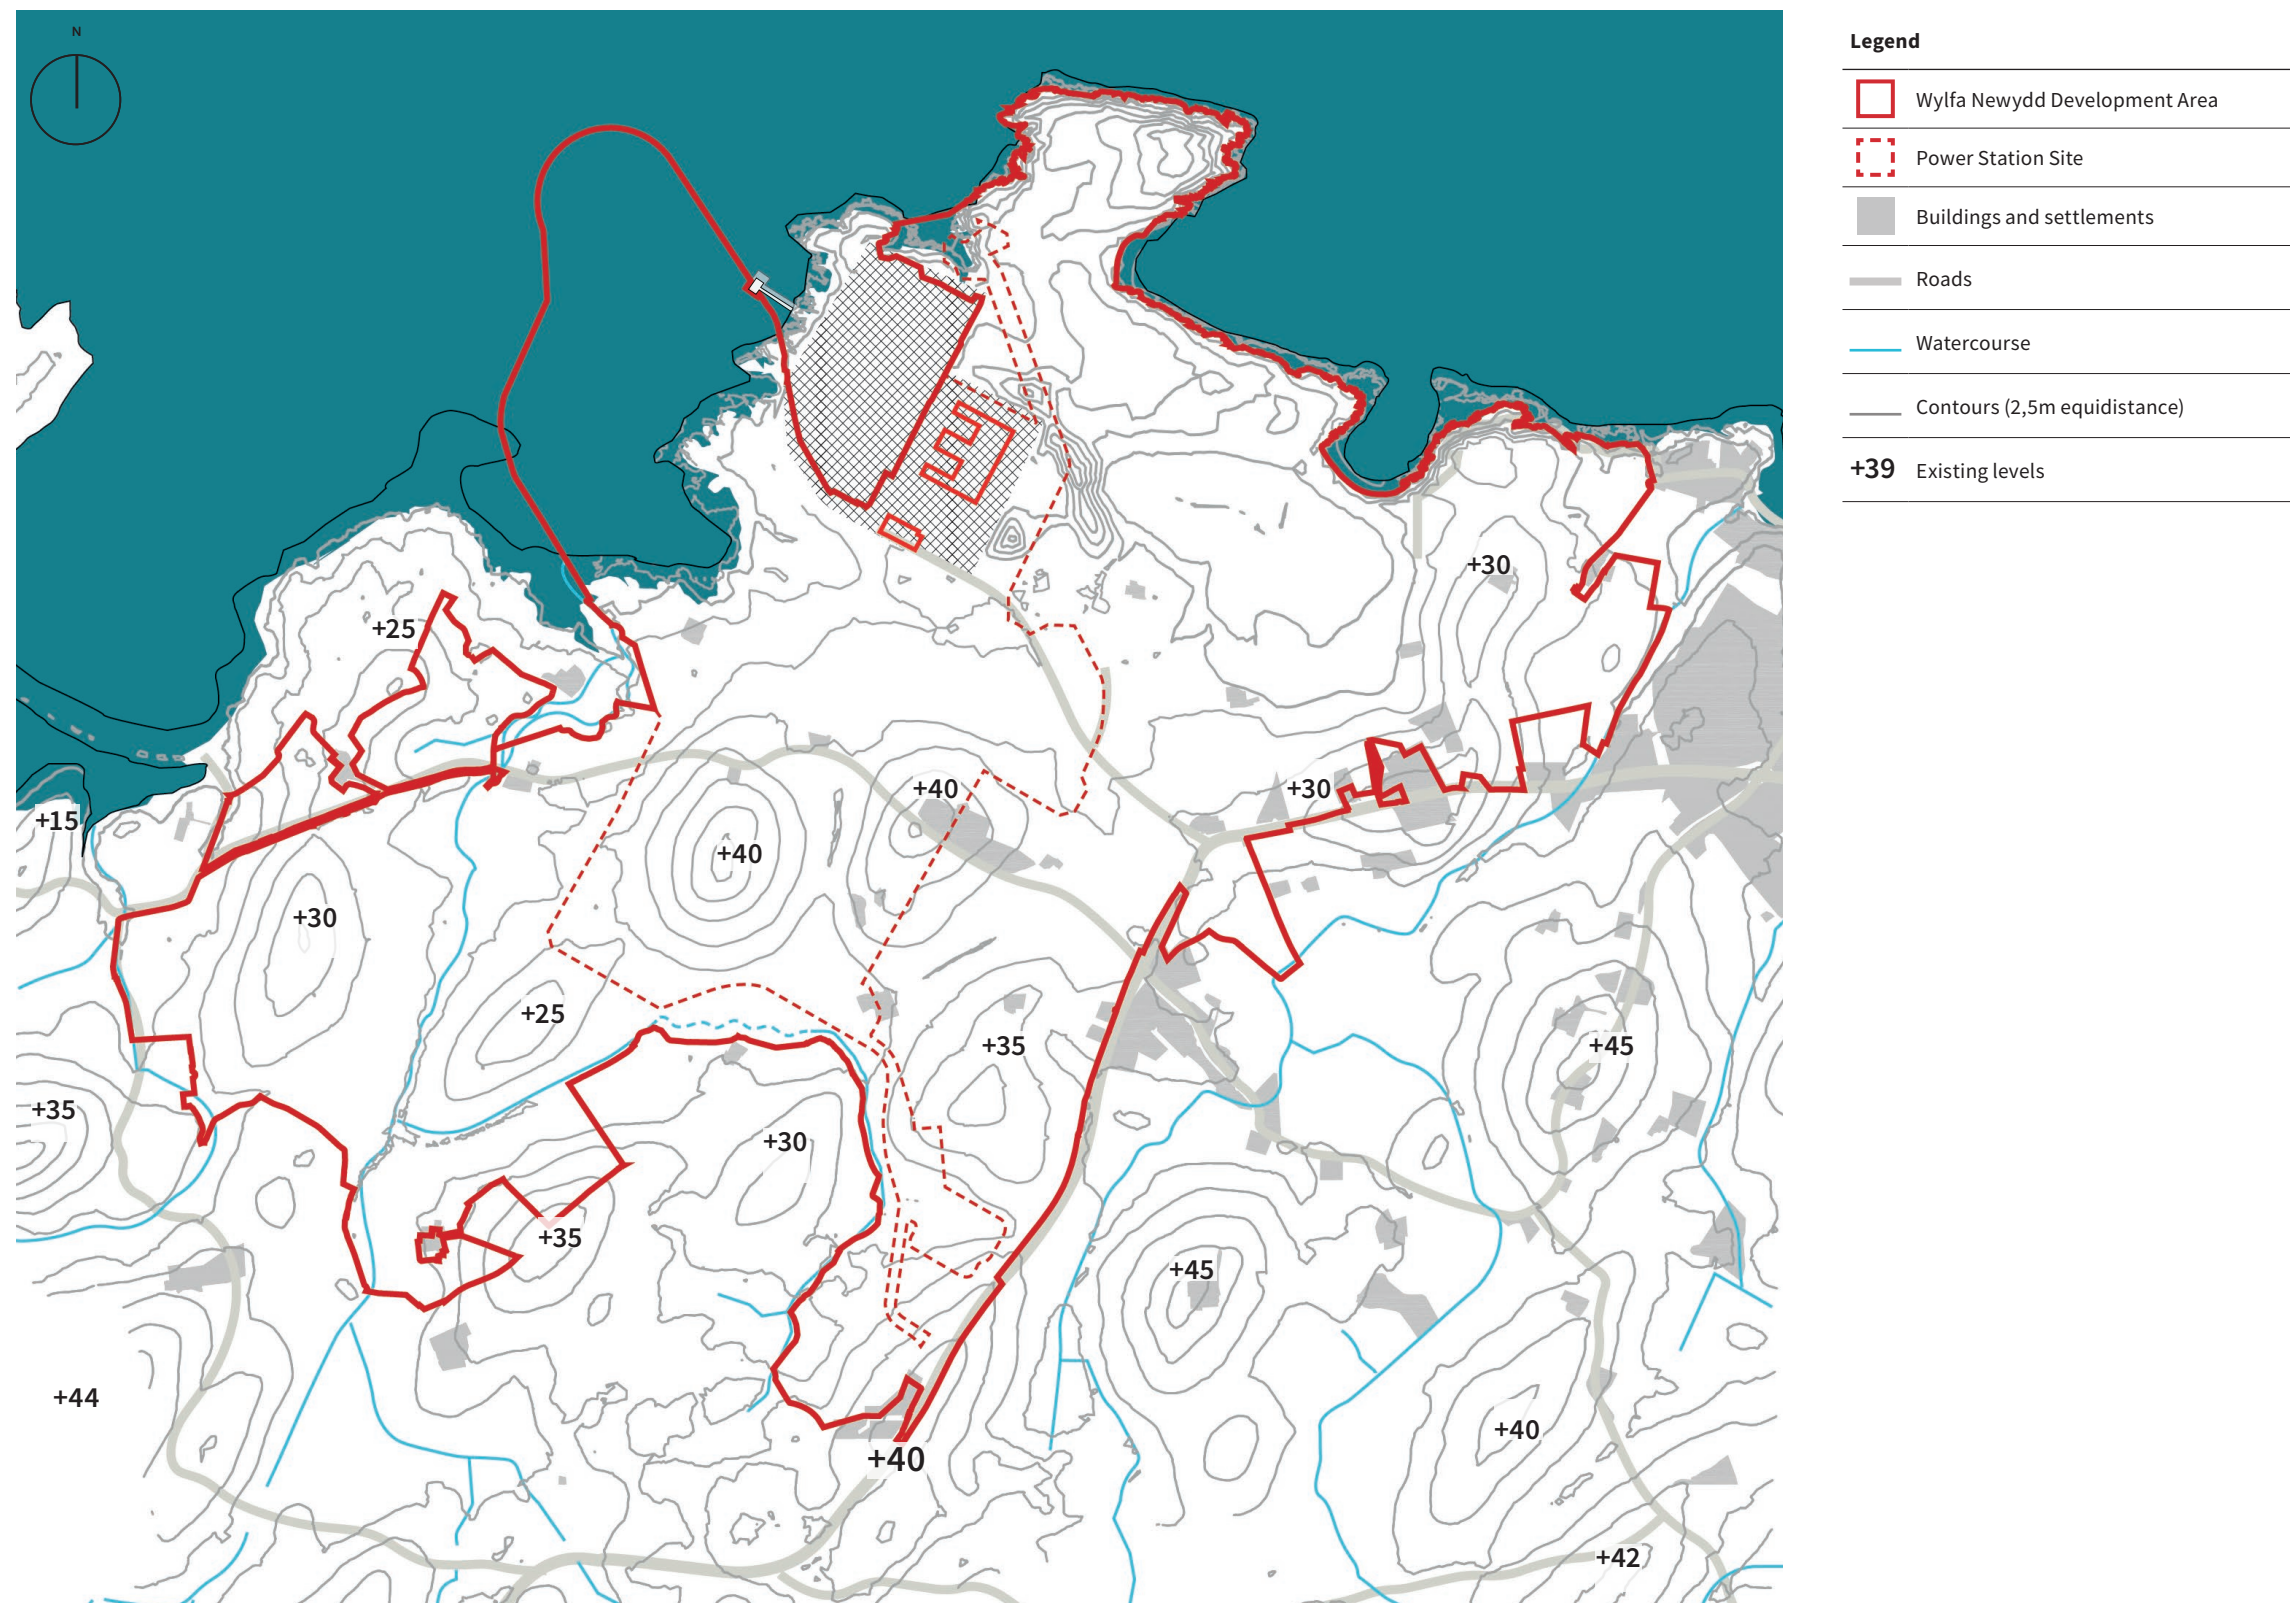 N
Legend
Wylfa Newydd Development Area
Power Station Site
Buildings and settlements
Roads
Watercourse
Contours (2,5m equidistance)
+39 Existing levels
+30
+25
+40
+30
+15
+40
+30
+25
+35
+45
+35
+30
+35
+45
+44
+40
+40
+42